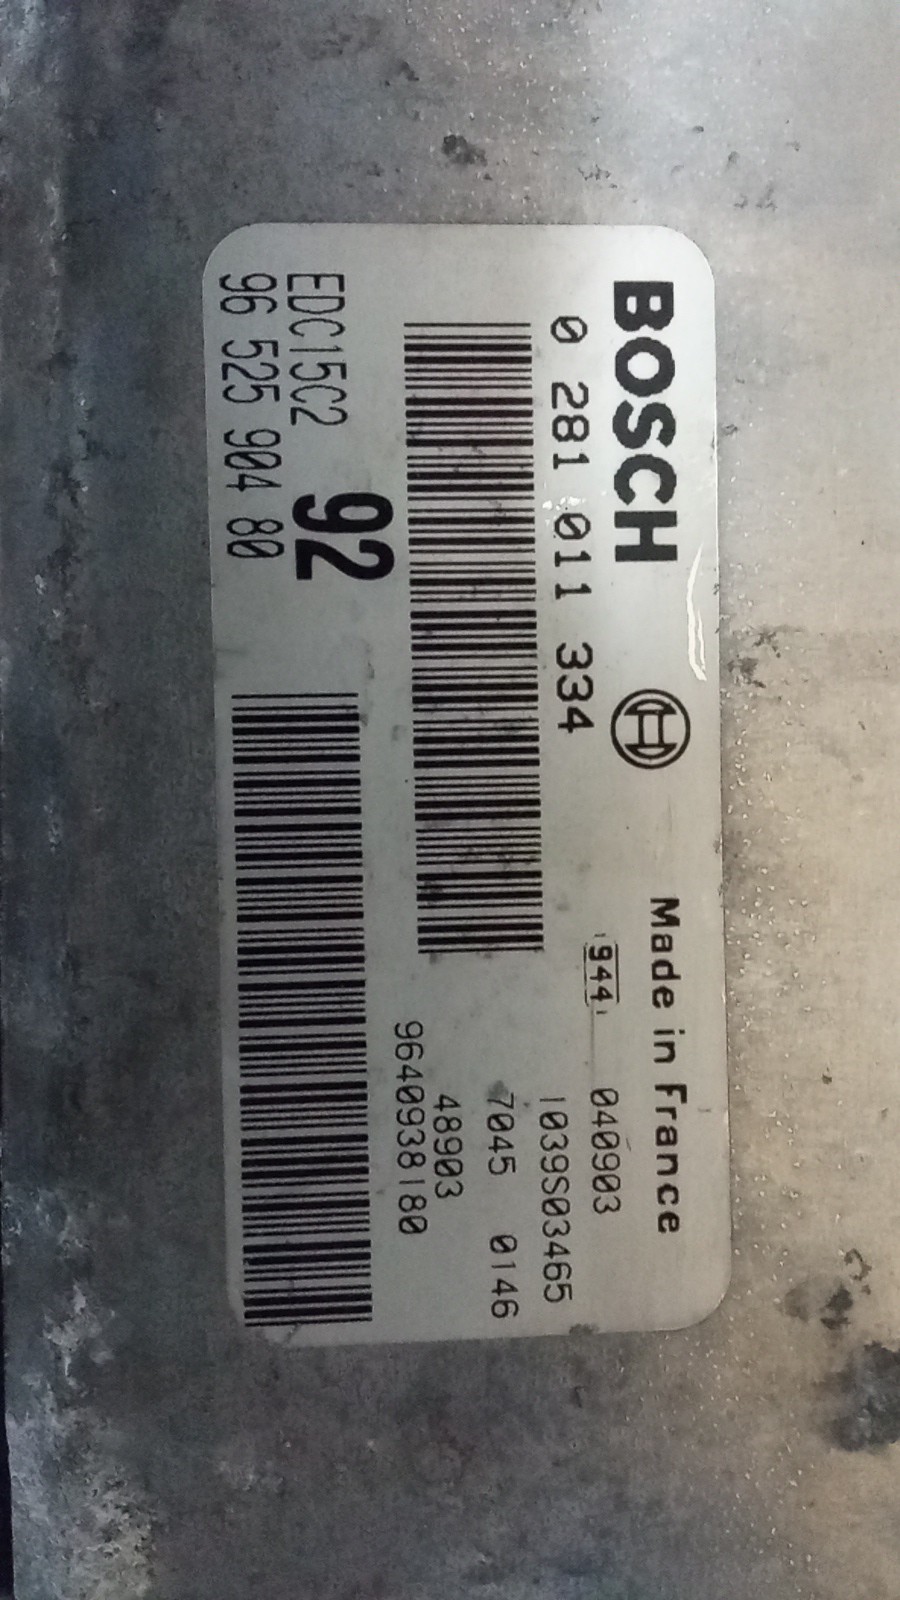 BOSCH
Made in France
0 281 011 334
944
040903
1039S03465
7045 0146
48903
9640938180
EDC15C2
92
96 525 904 80